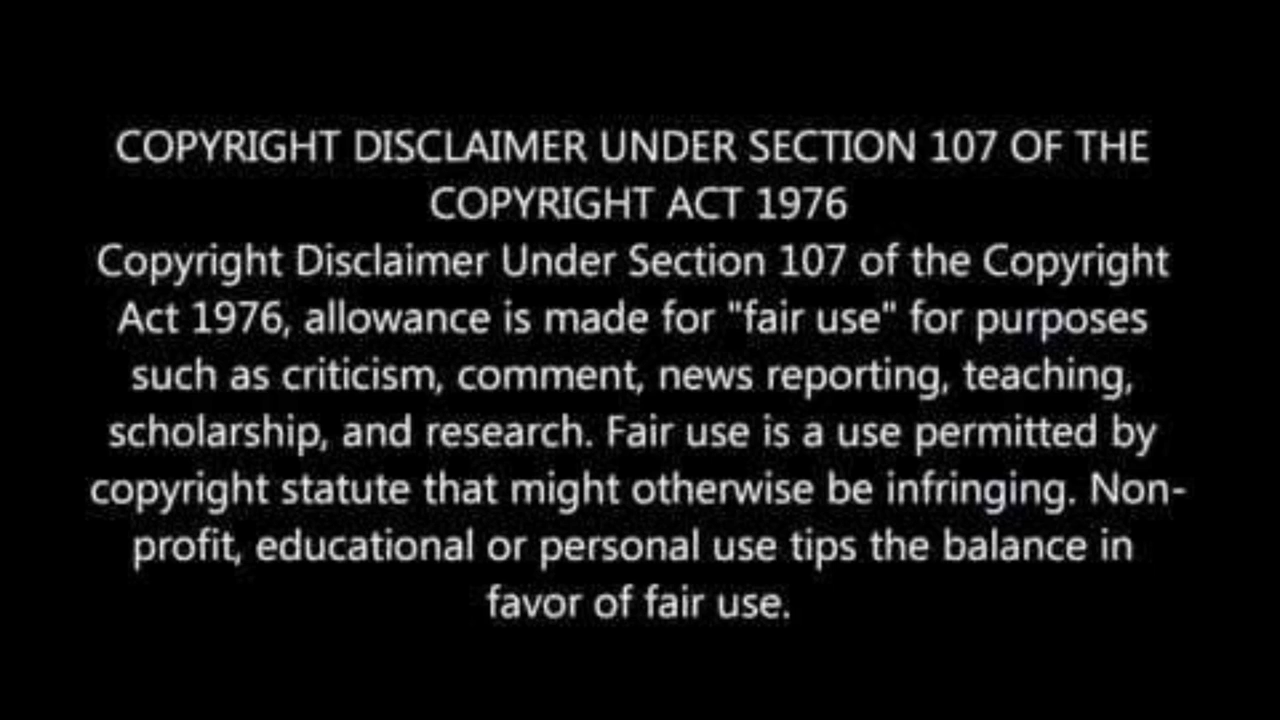 COPYRIGHT DISCLAIMER UNDER SECTION 107 OF THE
COPYRIGHT ACT 1976
Copyright Disclaimer Under Section 107 of the Copyright
Act 1976, allowance is made for "fair use" for purposes
such as criticism, comment, news reporting, teaching,
scholarship, and research. Fair use is a use permitted by
copyright statute that might otherwise be infringing. Non-
profit, educational or personal use tips the balance in
favor of fair use.